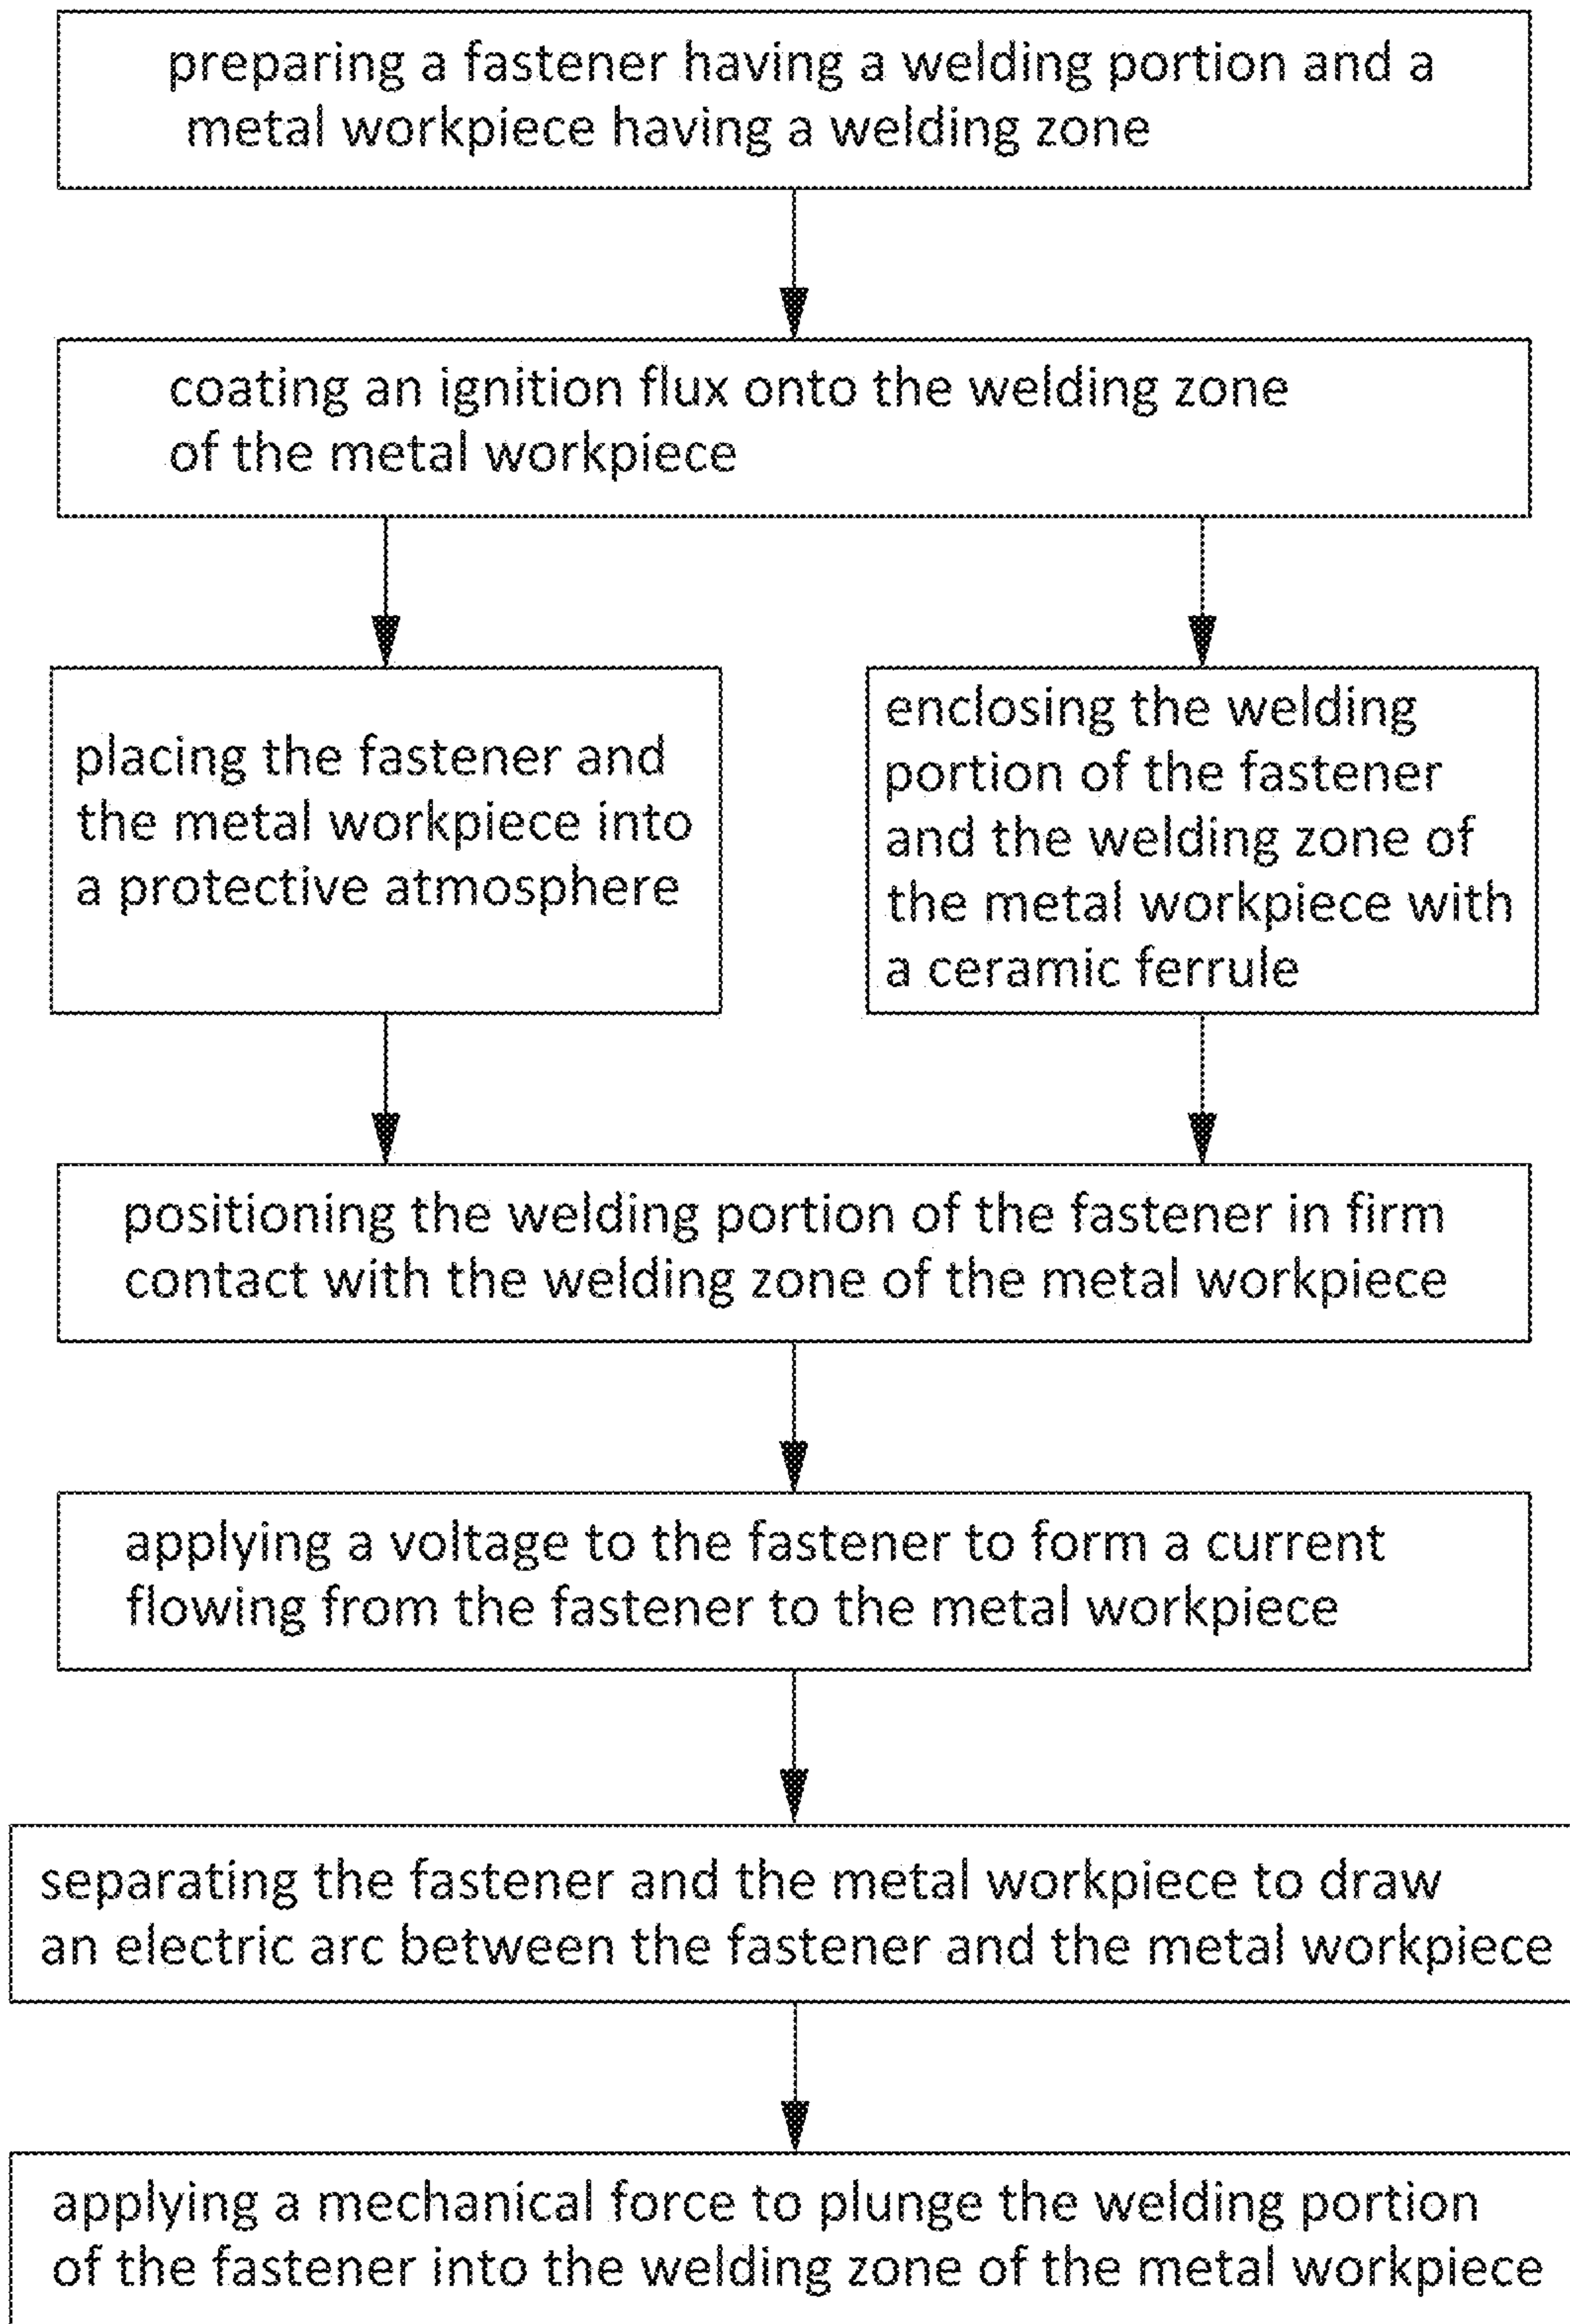 preparing a fastener having a welding portion and a
metal workpiece having a welding zone
coating an ignition flux onto the welding zone
of the metal workpiece
placing the fastener and
the metal workpiece into
a protective atmosphere
enclosing the welding
portion of the fastener
and the welding zone of
the metal workpiece with
a ceramic ferrule
positioning the welding portion of the fastener in firm
contact with the welding zone of the metal workpiece
applying a voltage to the fastener to form a current
flowing from the fastener to the metal workpiece
separating the fastener and the metal workpiece to draw
an electric arc between the fastener and the metal workpiece
applying a mechanical force to plunge the welding portion
of the fastener into the welding zone of the metal workpiece